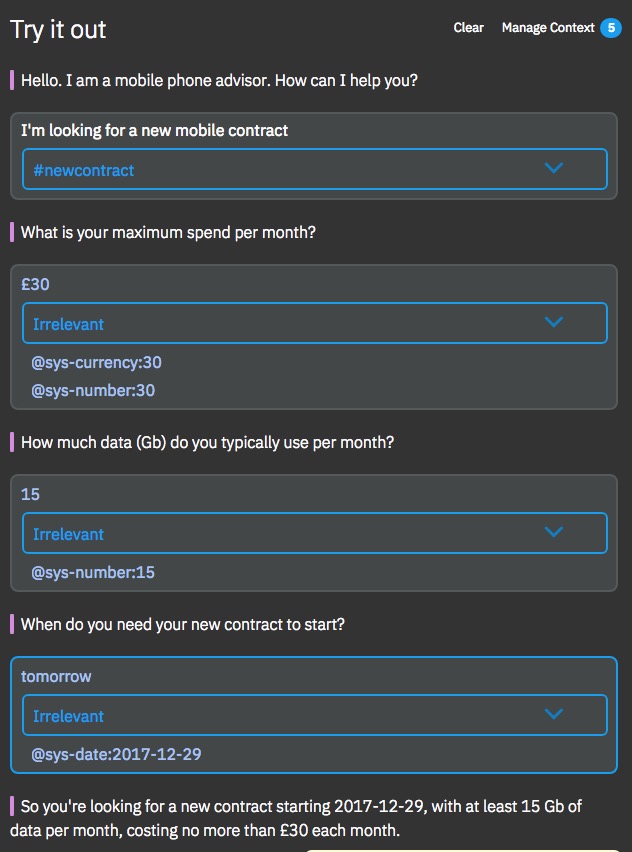 Try it out
Clear
Manage Context 5
Hello. I am a mobile phone advisor. How can I help you?
I'm looking for a new mobile contract
#newcontract
What is your maximum spend per month?
£30
Irrelevant
@sys-currency:30
@sys-number:30
How much data (Gb) do you typically use per month?
15
Irrelevant
@sys-number:15
When do you need your new contract to start?
tomorrow
Irrelevant
@sys-date:2017-12-29
So you're looking for a new contract starting 2017-12-29, with at least 15 Gb of
data per month, costing no more than £30 each month.